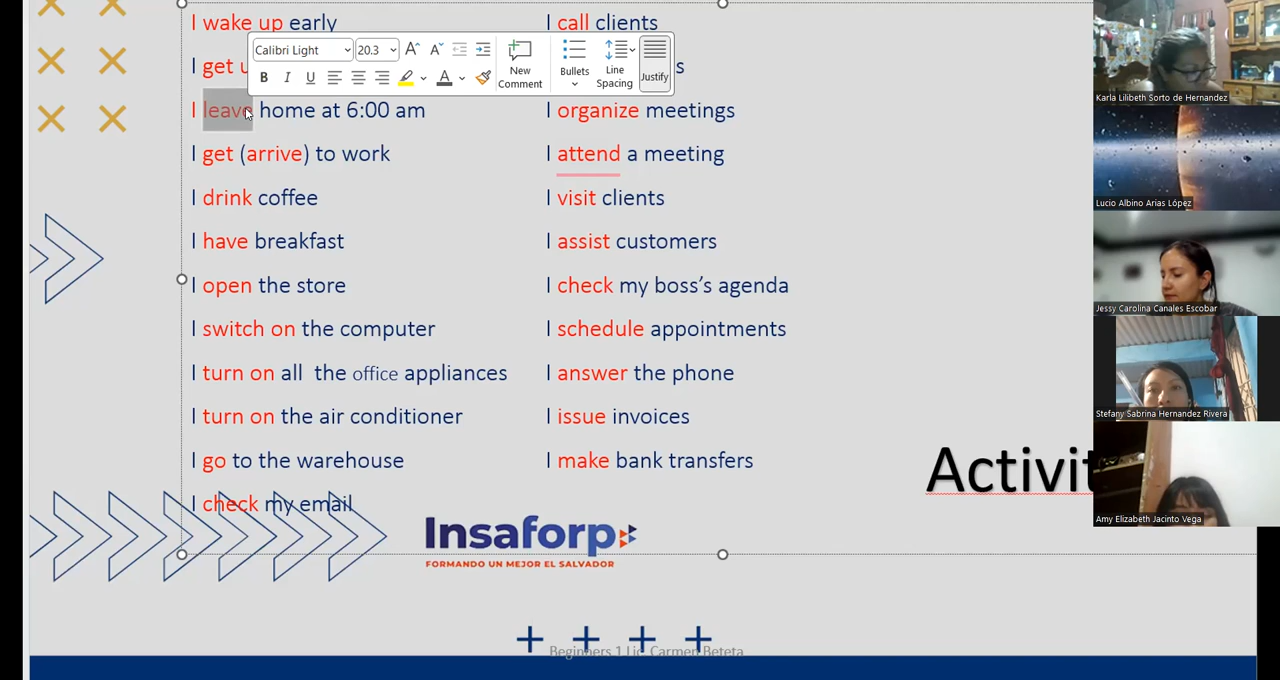 I wake up early
I get
I leave home at 6:00 am
I get (arrive) to work
I drink coffee
I have breakfast
I open the store
I switch on the computer
I turn on all the office appliances
I turn on the air conditioner
I go to the warehouse
I check my email
I call clients
I organize meetings
I attend a meeting
I visit clients
I assist customers
I check my boss's agenda
I schedule appointments
I answer the phone
I issue invoices
I make bank transfers
Calibri Light
20.3
New
Comment
Bullets
Line
Spacing
Justify
Insaforp
FORMANDO UN MEJOR EL SALVADOR
Beginners 1 Lic. Carmen Beteta
Karla Lilibeth Sorto de Hernandez
Lucio Albino Arias López
Jessy Carolina Canales Escobar
Stefany Sabrina Hernandez Rivera
Amy Elizabeth Jacinto Vega